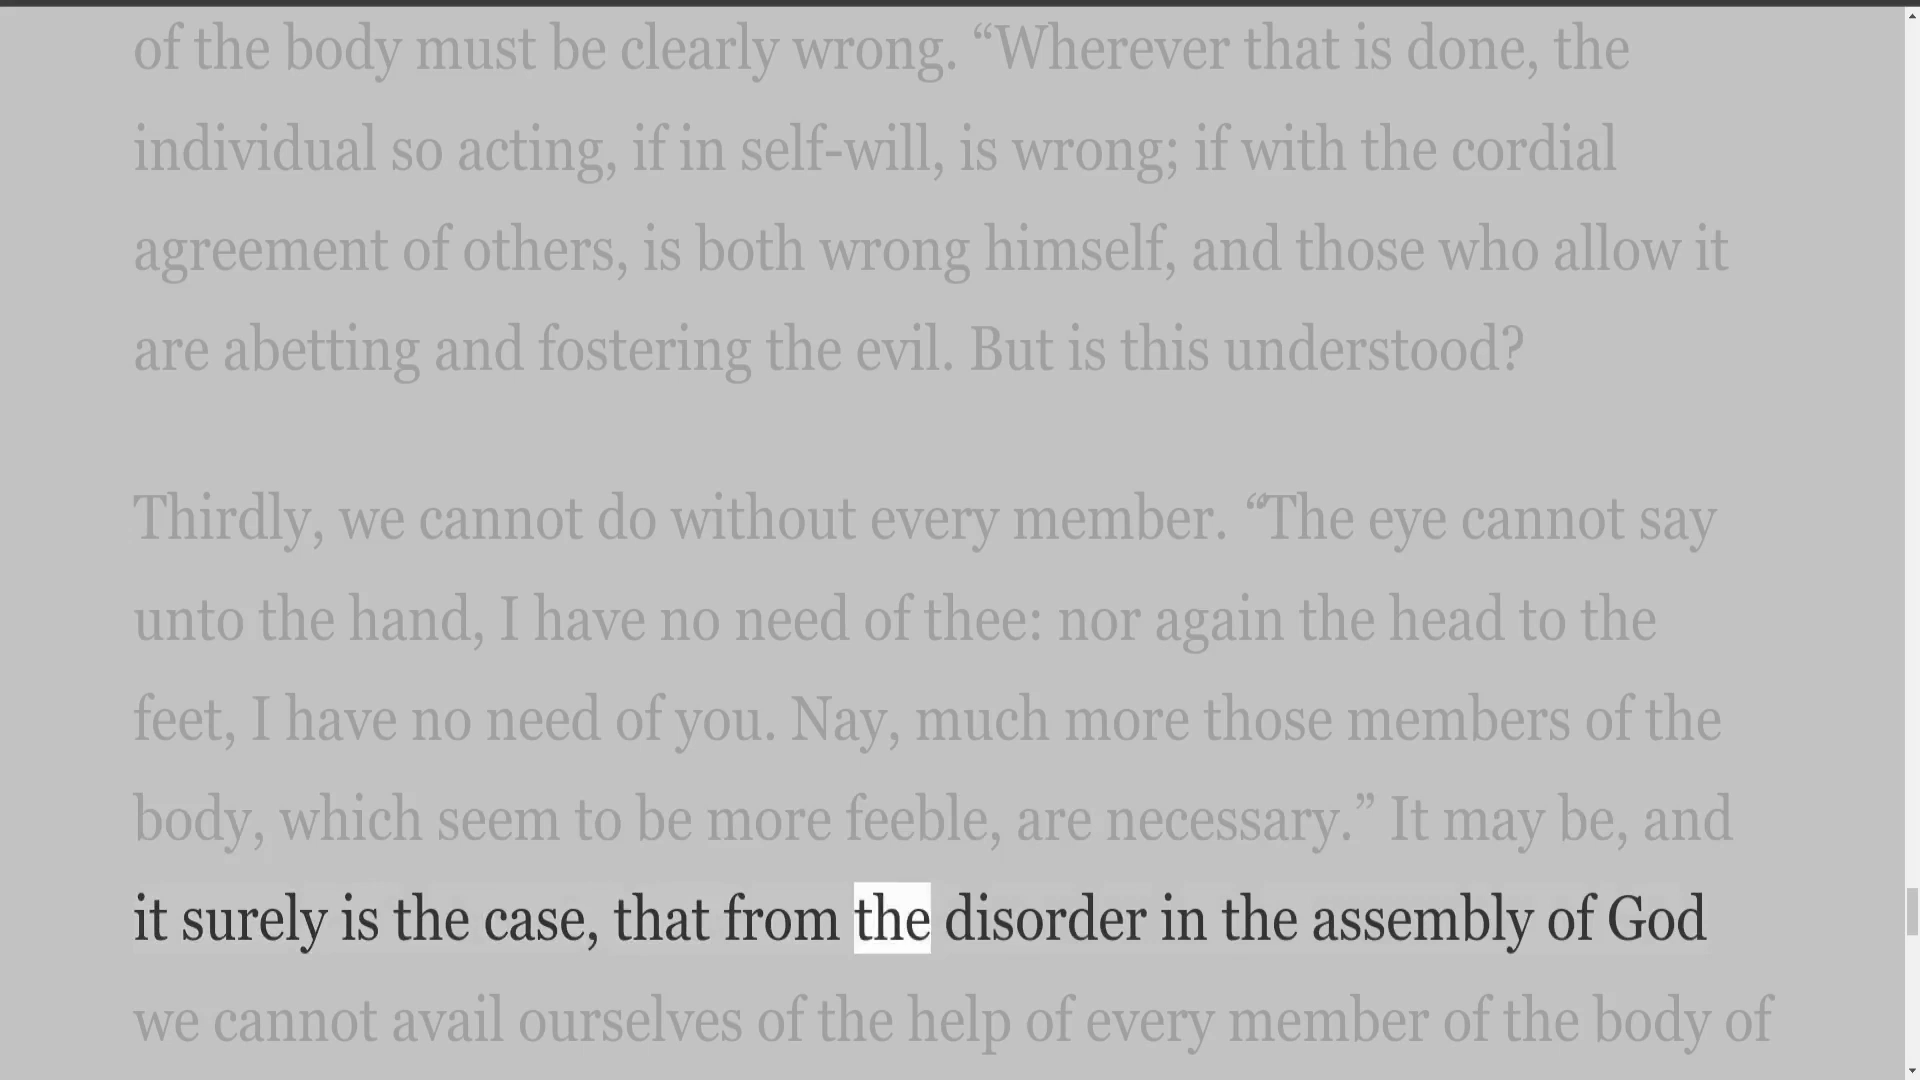 of the body must be clearly wrong. “Wherever that is done, the
individual so acting, if in self-will, is wrong; if with the cordial
agreement of others, is both wrong himself, and those who allow it
are abetting and fostering the evil. But is this understood?
Thirdly, we cannot do without every member. “The eye cannot say
unto the hand, I have no need of thee: nor again the head to the
feet, I have no need of you. Nay, much more those members of the
body, which seem to be more feeble, are necessary.” It may be, and
it surely is the case, that from the disorder in the assembly of God
we cannot avail ourselves of the help of every member of the body of